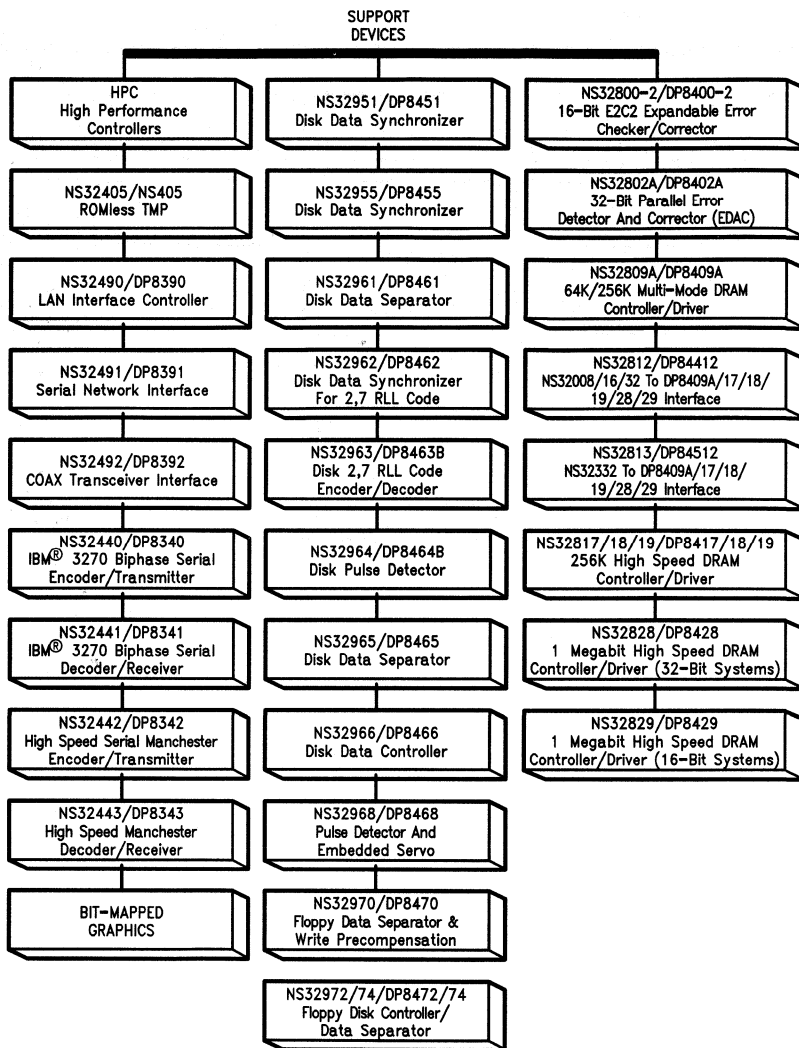 SUPPORT
DEVICES
HPC
High Performance
Controllers
NS32405/NS405
ROMless TMP
NS32490/DP8390
LAN Interface Controller
NS32491/DP8391
Serial Network Interface
NS32492/DP8392
COAX Transceiver Interface
NS32440/DP8340
IBM® 3270 Biphase Serial
Encoder/Transmitter
NS32441/DP8341
IBM® 3270 Biphase Serial
Decoder/Receiver
NS32442/DP8342
High Speed Serial Manchester
Encoder/Transmitter
NS32443/DP8343
High Speed Manchester
Decoder/Receiver
BIT-MAPPED
GRAPHICS
NS32951/DP8451
Disk Data Synchronizer
NS32955/DP8455
Disk Data Synchronizer
NS32961/DP8461
Disk Data Separator
NS32962/DP8462
Disk Data Synchronizer
For 2,7 RLL Code
NS32963/DP8463B
Disk 2,7 RLL Code
Encoder/Decoder
NS32964/DP8464B
Disk Pulse Detector
NS32965/DP8465
Disk Data Separator
NS32966/DP8466
Disk Data Controller
NS32968/DP8468
Pulse Detector And
Embedded Servo
NS32970/DP8470
Floppy Data Separator &
Write Precompensation
NS32972/74/DP8472/74
Floppy Disk Controller/
Data Separator
NS32800-2/DP8400-2
16-Bit E2C2 Expandable Error
Checker/Corrector
NS32802A/DP8402A
32-Bit Parallel Error
Detector And Corrector (EDAC)
NS32809A/DP8409A
64K/256K Multi-Mode DRAM
Controller/Driver
NS32812/DP84412
NS32008/16/32 To DP8409A/17/18/
19/28/29 Interface
NS32813/DP84512
NS32332 To DP8409A/17/18/
19/28/29 Interface
NS32817/18/19/DP8417/18/19
256K High Speed DRAM
Controller/Driver
NS32828/DP8428
1 Megabit High Speed DRAM
Controller/Driver (32-Bit Systems)
NS32829/DP8429
1 Megabit High Speed DRAM
Controller/Driver (16-Bit Systems)